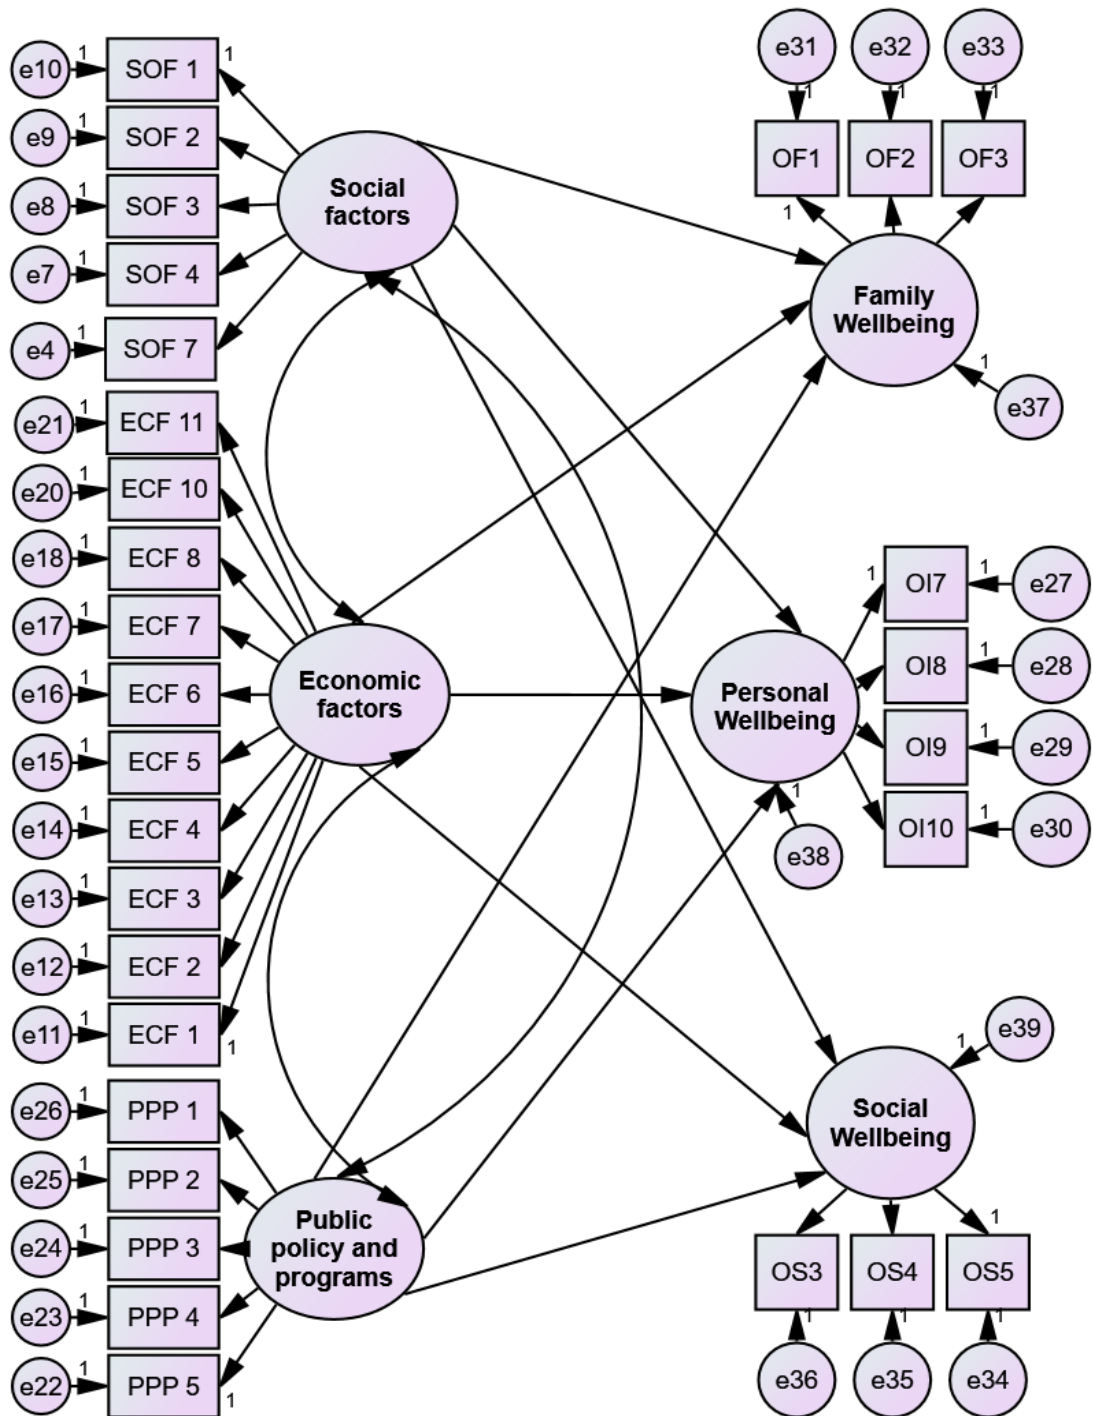 e31 e32 e33
e10 1 SOF 1 1
1 1 1
e9 1 SOF 2
OF1 OF2 OF3
e8 1 SOF 3
Social
factors
1
e7 1 SOF 4
Family
Wellbeing
e4 1 SOF 7
1
e37
e21 1 ECF 11
e20 1 ECF 10
e18 1 ECF 8
1 OI7 1 e27
e17 1 ECF 7
OI8 1 e28
e16 1 ECF 6
Economic
factors
Personal
Wellbeing
e15 1 ECF 5
OI9 1 e29
1
e14 1 ECF 4
OI10 1 e30
e38
e13 1 ECF 3
e12 1 ECF 2
e11 1 ECF 1 1
1 e39
e26 1 PPP 1
Social
Wellbeing
e25 1 PPP 2
e24 1 PPP 3
Public
policy and
programs
1
OS3 OS4 OS5
e23 1 PPP 4
1 1 1
e22 1 PPP 5 1
e36 e35 e34